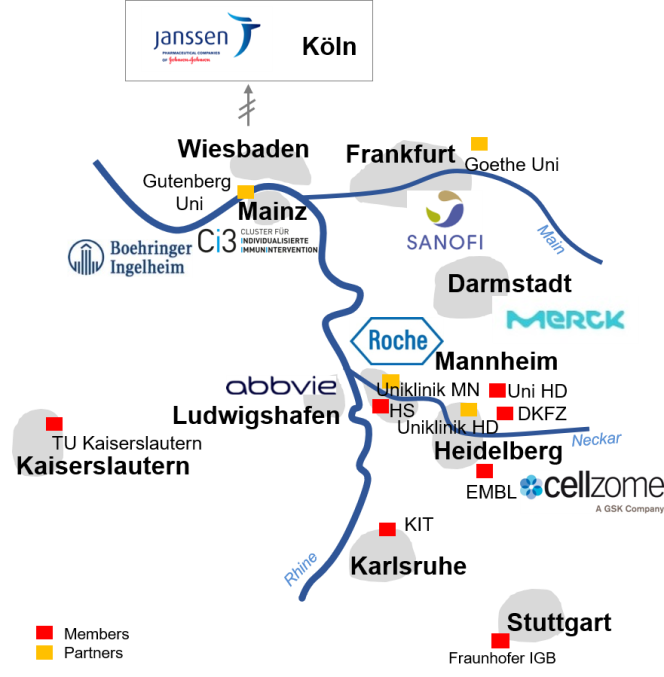 janssen
PHARMACEUTICAL COMPANIES
OF Johnson&Johnson
Köln
Wiesbaden
Frankfurt
Goethe Uni
Gutenberg
Uni
Mainz
Main
SANOFI
Boehringer
Ingelheim
Ci3
CLUSTER FÜR
INDIVIDUALISIERTE
IMMUNINTERVENTION
Darmstadt
MERCK
Roche
Mannheim
abbvie
Uniklinik MN
Uni HD
Ludwigshafen
HS
DKFZ
Uniklinik HD
TU Kaiserslautern
Neckar
Kaiserslautern
Heidelberg
EMBL
cellzome
A GSK Company
KIT
Rhine
Karlsruhe
Stuttgart
Members
Partners
Fraunhofer IGB